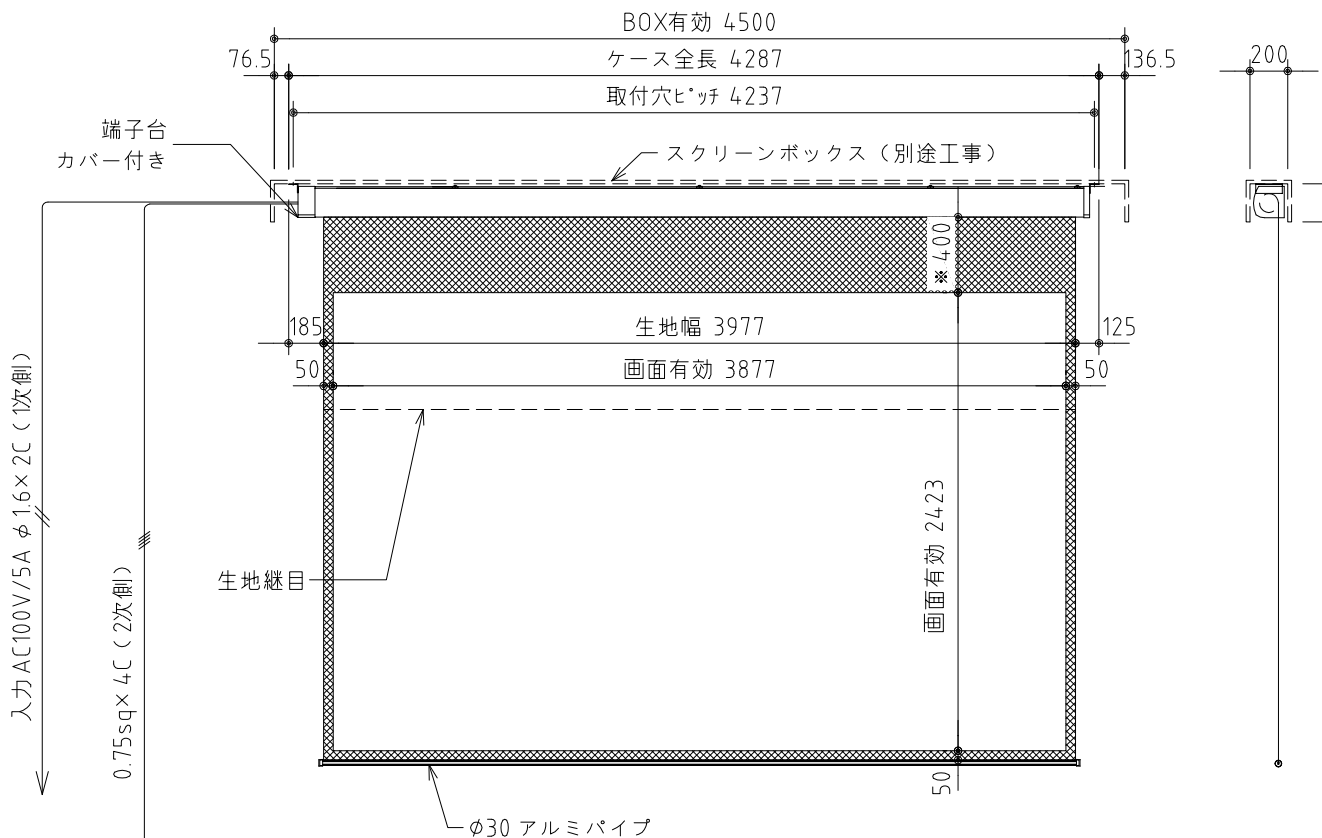 BOX有効 4500
76.5
ケース全長 4287
136.5
200
取付穴ピッチ 4237
端子台
カバー付き
スクリーンボックス（別途工事）
※ 400
185
生地幅 3977
125
50
画面有効 3877
50
入力AC100V/5A φ1.6×2C（1次側）
0.75sq×4C（2次側）
生地継目
画面有効 2423
50
φ30 アルミパイプ